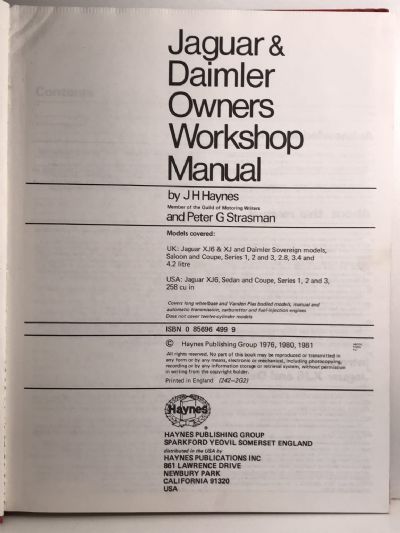 Jaguar &
Daimler
Owners
Workshop
Manual
by J H Haynes
Member of the Guild of Motoring Writers
and Peter G Strasman
Models covered:
UK: Jaguar XJ6 & XJ and Daimler Sovereign models,
Saloon and Coupe, Series 1, 2 and 3, 2.8, 3.4 and
4.2 litre
USA: Jaguar XJ6, Sedan and Coupe, Series 1, 2 and 3,
258 cu in
Covers long wheelbase and Vanden Plas bodied models, manual and
automatic transmission, carburettor and fuel-injection engines
Does not cover twelve-cylinder models
ISBN 0 85696 499 9
© Haynes Publishing Group 1976, 1980, 1981
All rights reserved. No part of this book may be reproduced or transmitted in
any form or by any means, electronic or mechanical, including photocopying,
recording or by any information storage or retrieval system, without permission
in writing from the copyright holder.
Printed in England (242-2G2)
Haynes
HAYNES PUBLISHING GROUP
SPARKFORD YEOVIL SOMERSET ENGLAND
distributed in the USA by
HAYNES PUBLICATIONS INC
861 LAWRENCE DRIVE
NEWBURY PARK
CALIFORNIA 91320
USA